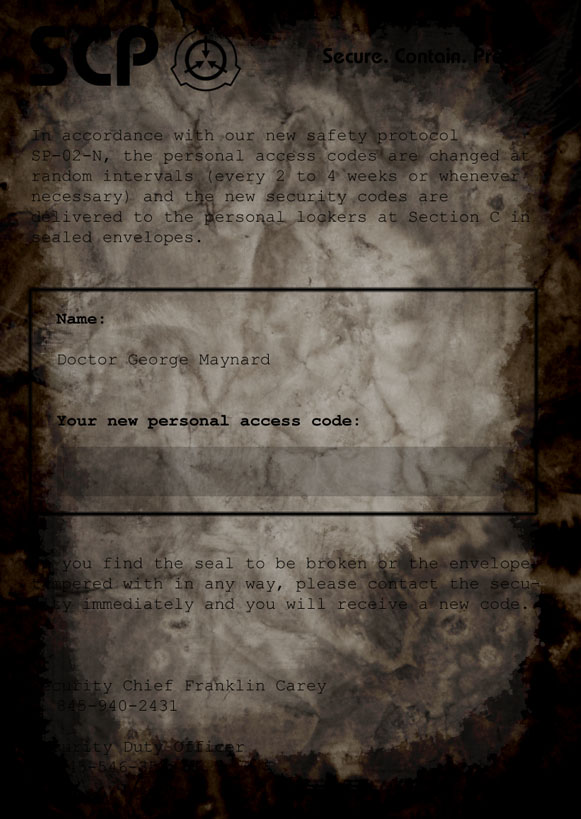 SCP
Secure. Contain.
In accordance with our new safety protocol
SP-02-N, the personal access codes are changed at
random intervals (every 2 to 4 weeks or whenever
necessary) and the new security codes are
delivered to the personal lockers at Section C in
sealed envelopes.
Name:
Doctor George Maynard
Your new personal access code:
you find the seal to be broken or the envelope
tampered with in any way, please contact the secu-
immediately and you will receive a new code.
Security Chief Franklin Carey
845-940-2431
Security Duty Officer